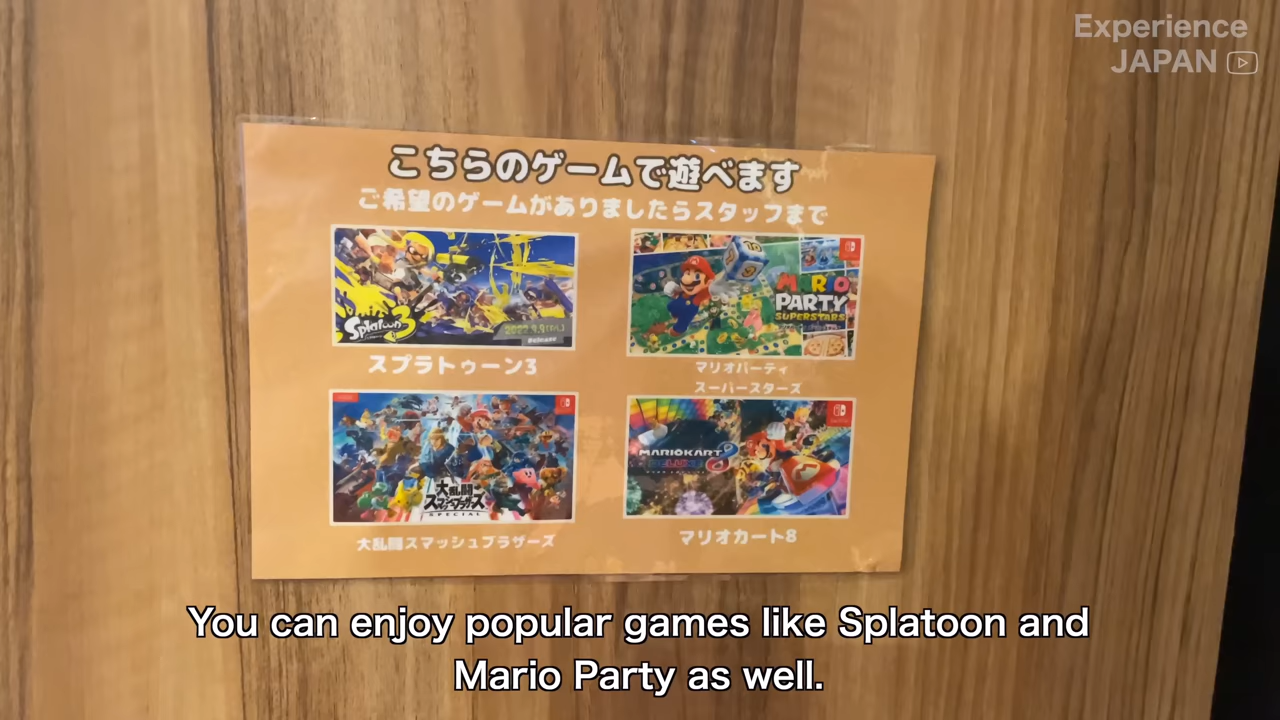 Experience
JAPAN
こちらのゲームで遊べます
ご希望のゲームがありましたらスタッフまで
Splatoon 3
2022.9.9
MARIO
PARTY
SUPERSTARS
スプラトゥーン3
マリオパーティ
スーパースターズ
大乱闘
スマッシュブラザーズ
SPECIAL
MARIOKART 8
DELUXE
大乱闘スマッシュブラザーズ
マリオカート8
You can enjoy popular games like Splatoon and
Mario Party as well.